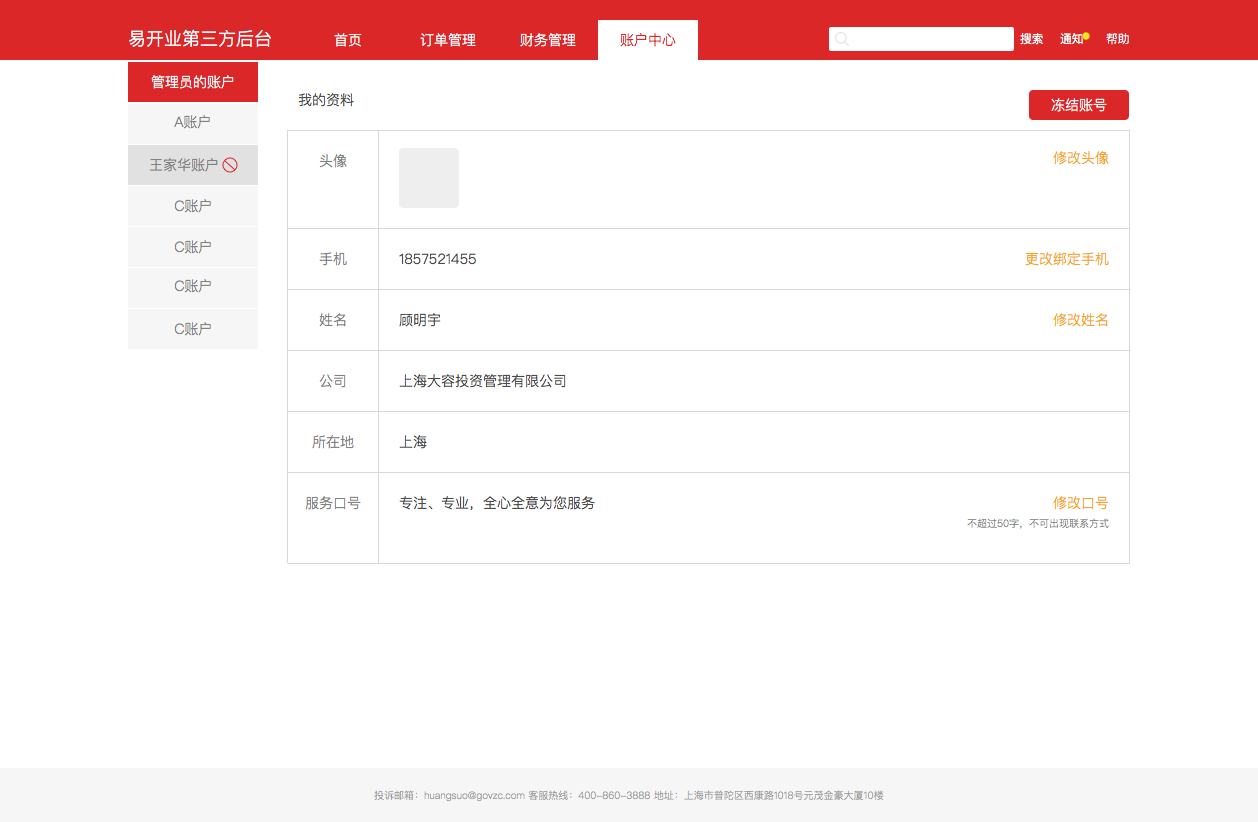 易开业第三方后台 首页 订单管理 财务管理 账户中心 搜索 通知 帮助
管理员的账户
A账户
王家华账户
C账户
C账户
C账户
C账户
我的资料 冻结账号
头像 修改头像
手机 1857521455 更改绑定手机
姓名 顾明宇 修改姓名
公司 上海大容投资管理有限公司
所在地 上海
服务口号 专注、专业，全心全意为您服务 修改口号
不超过50字，不可出现联系方式
投诉邮箱：huangsuo@govzc.com 客服热线：400-860-3888 地址：上海市普陀区西康路1018号元茂金豪大厦10楼